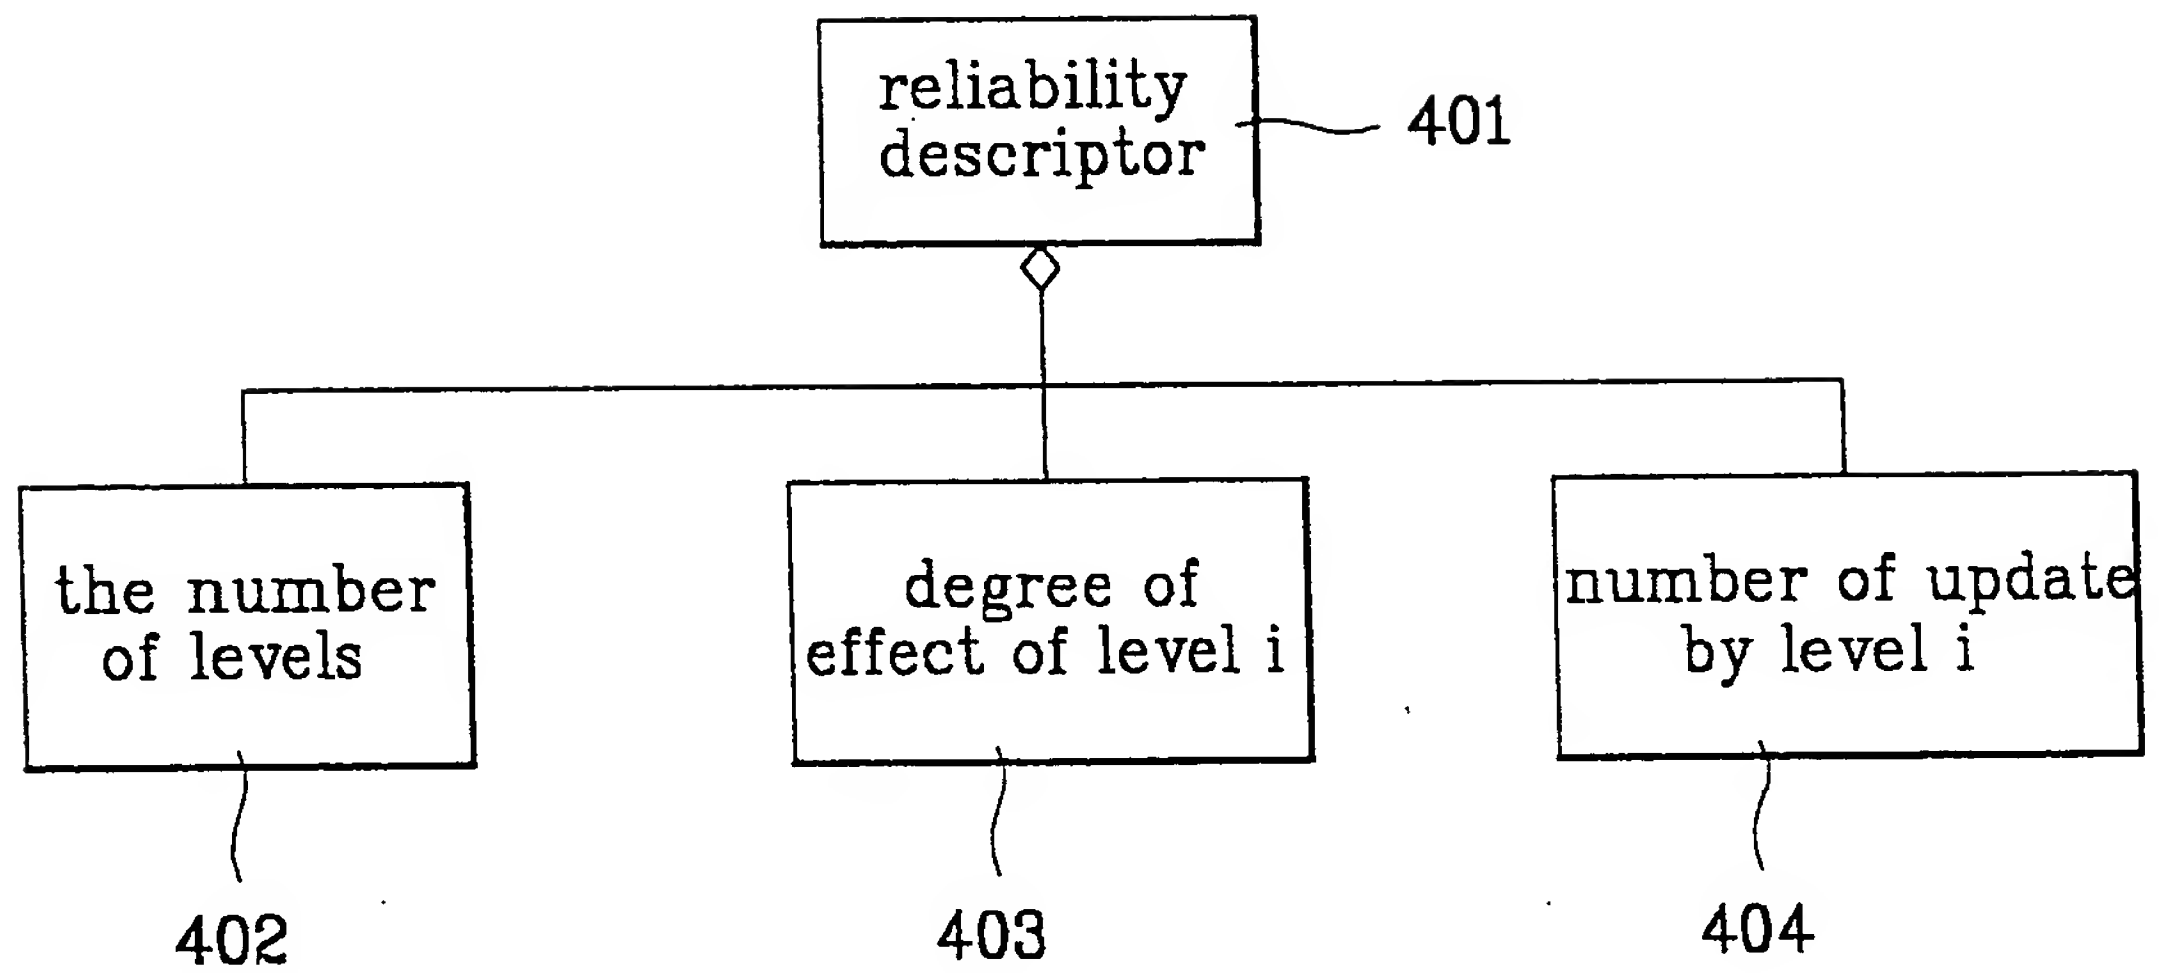 reliability
descriptor
401
the number
of levels
degree of
effect of level i
number of update
by level i
402
403
404